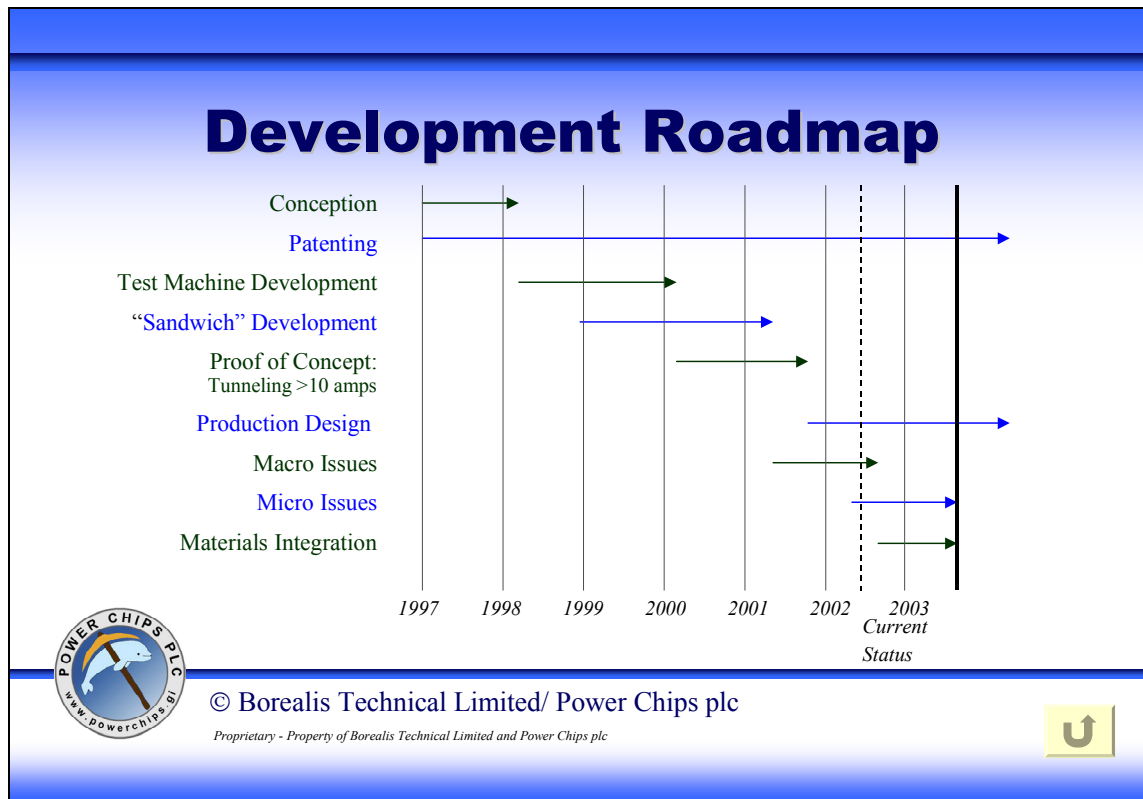 Development Roadmap
Conception
Patenting
Test Machine Development
“Sandwich” Development
Proof of Concept:
Tunneling >10 amps
Production Design
Macro Issues
Micro Issues
Materials Integration
1997 1998 1999 2000 2001 2002 2003
Current
Status
POWER CHIPS PLC
www.powerchips.gi
© Borealis Technical Limited/ Power Chips plc
Proprietary - Property of Borealis Technical Limited and Power Chips plc